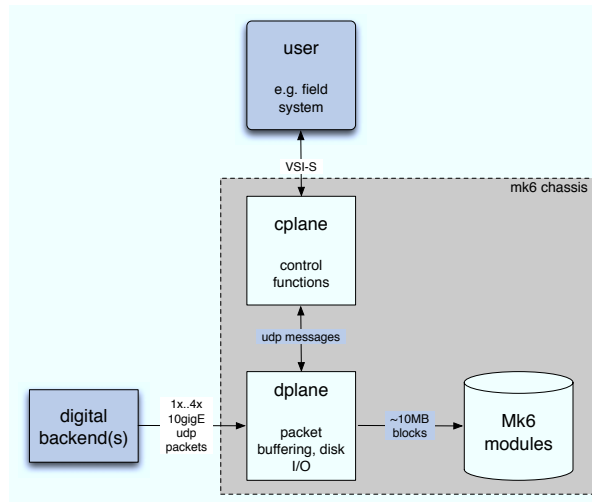 user
e.g. field
system
VSI-S
mk6 chassis
cplane
control
functions
udp messages
digital
backend(s)
1x..4x
10gigE
udp
packets
dplane
packet
buffering, disk
I/O
~10MB
blocks
Mk6
modules